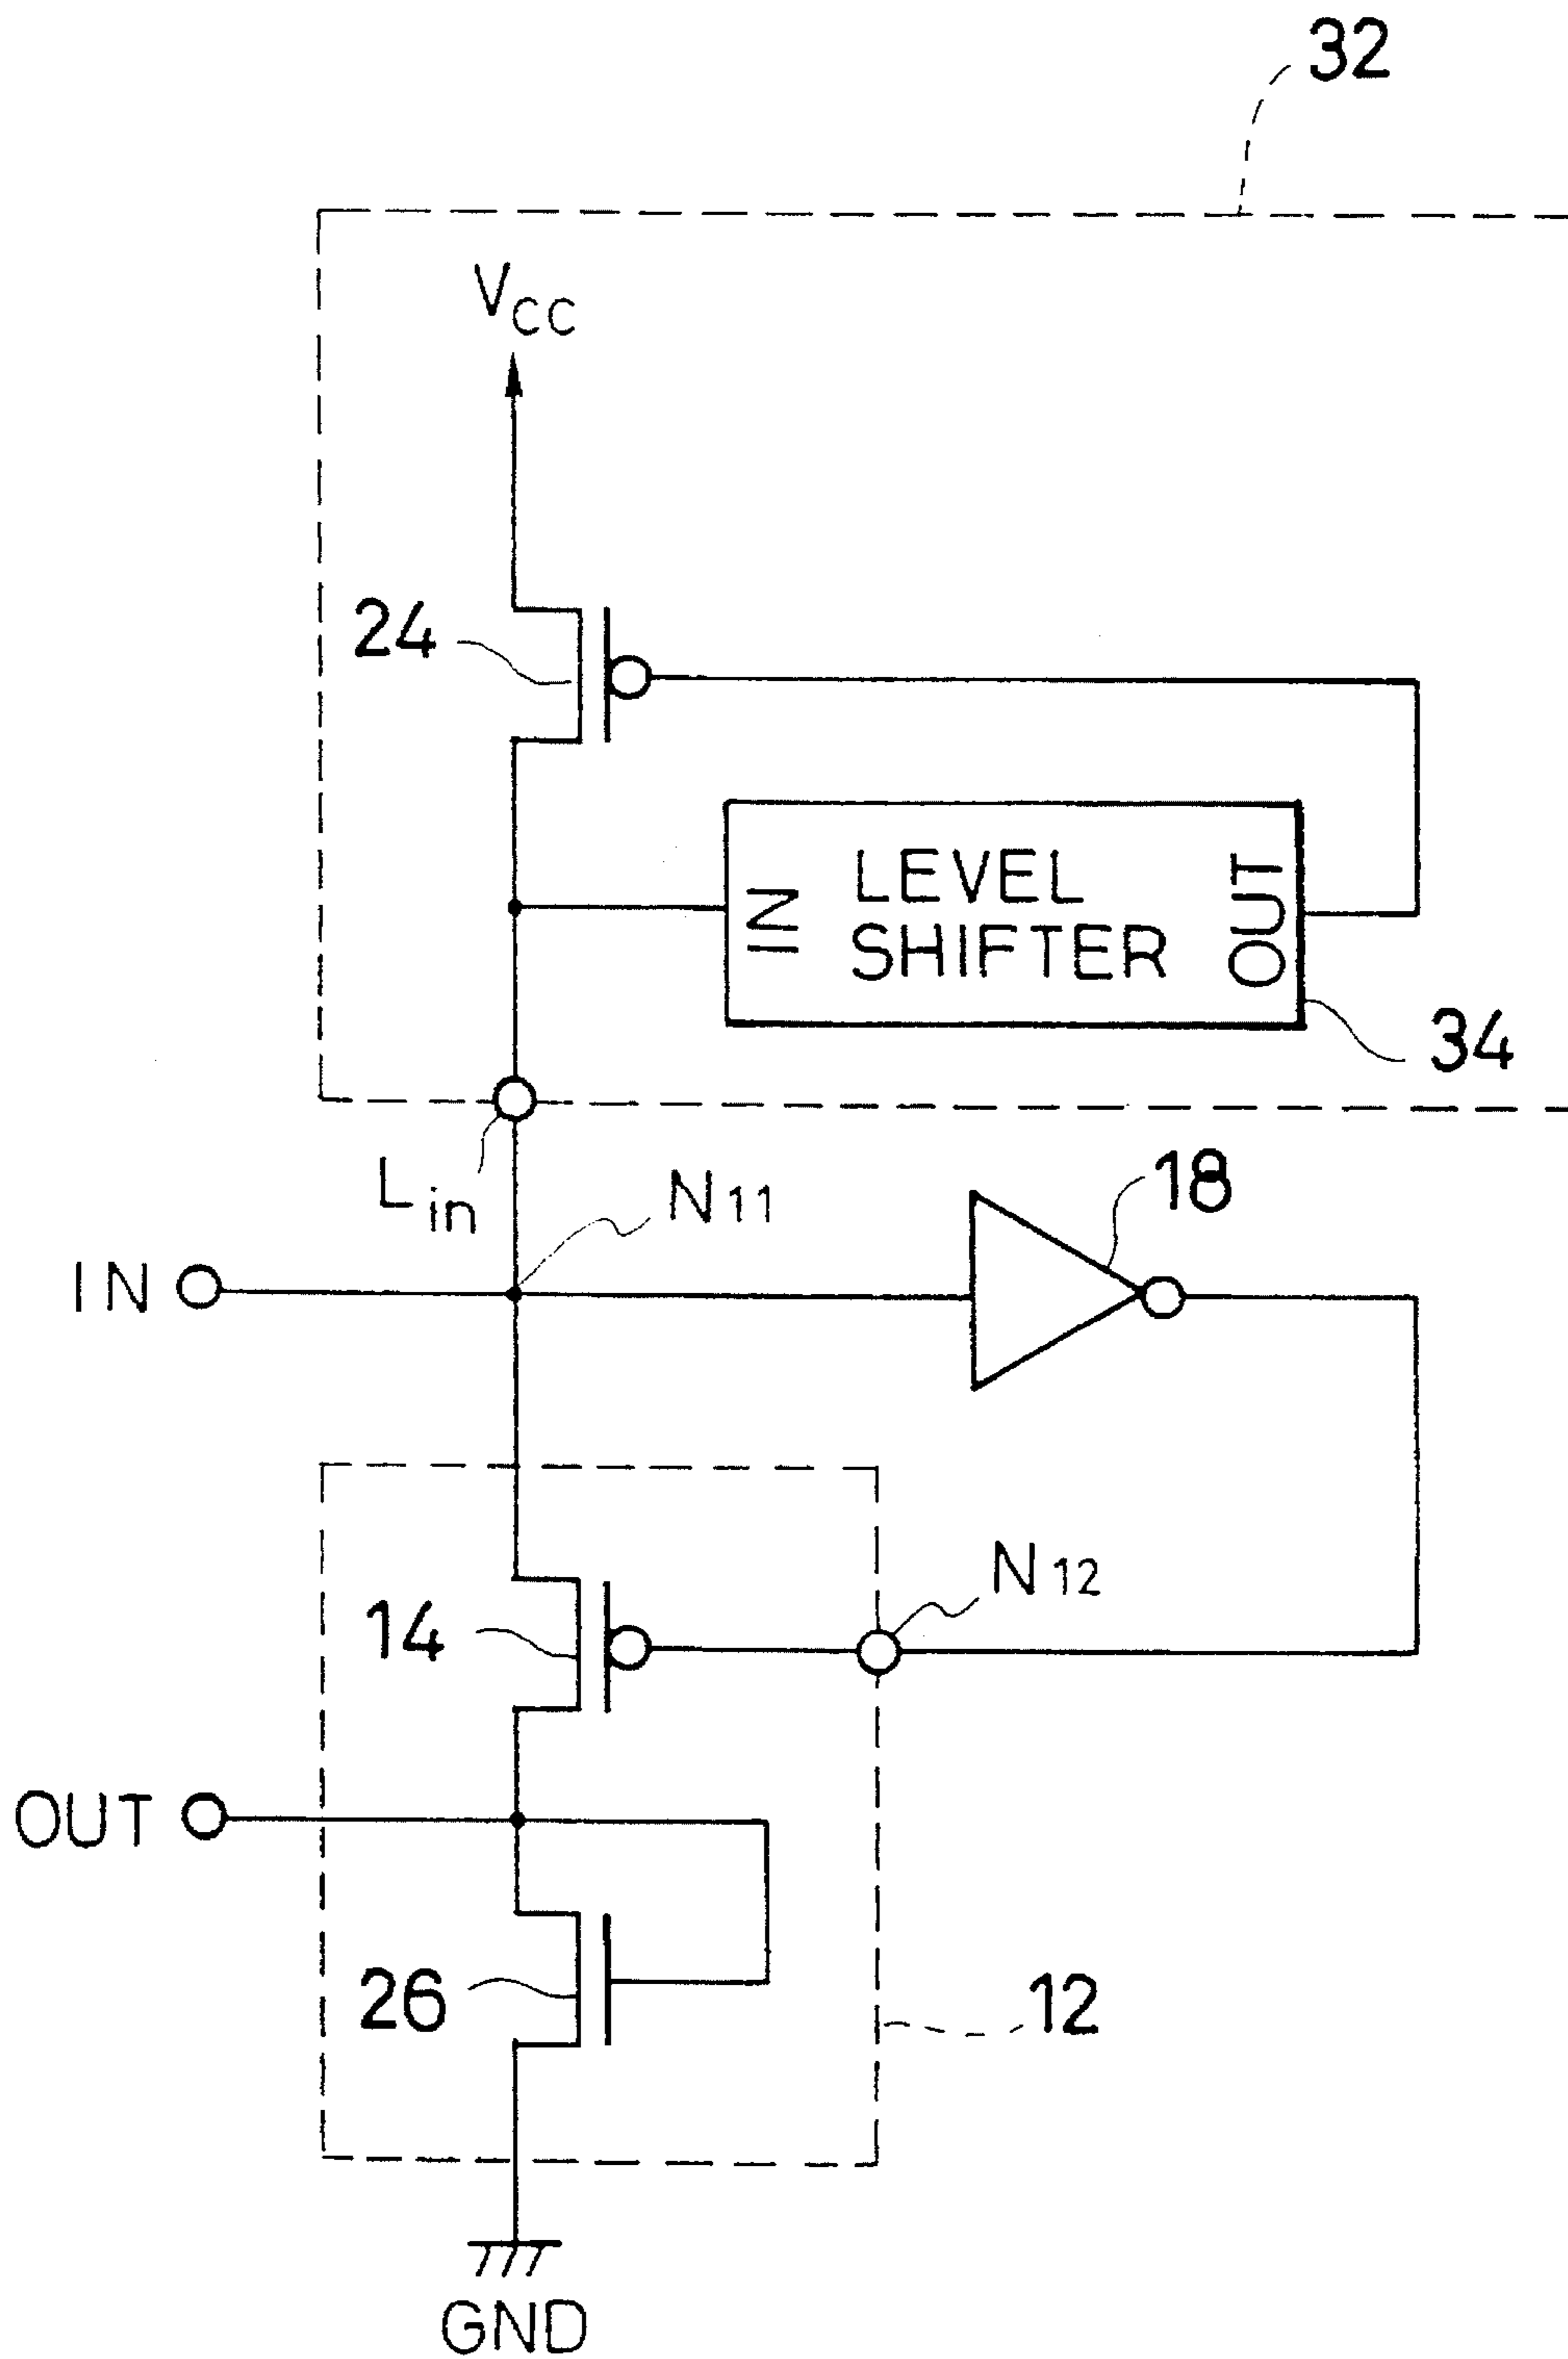 32
VCC
24
IN
LEVEL
SHIFTER
OUT
34
Lin
N11
18
IN
14
N12
OUT
26
12
GND